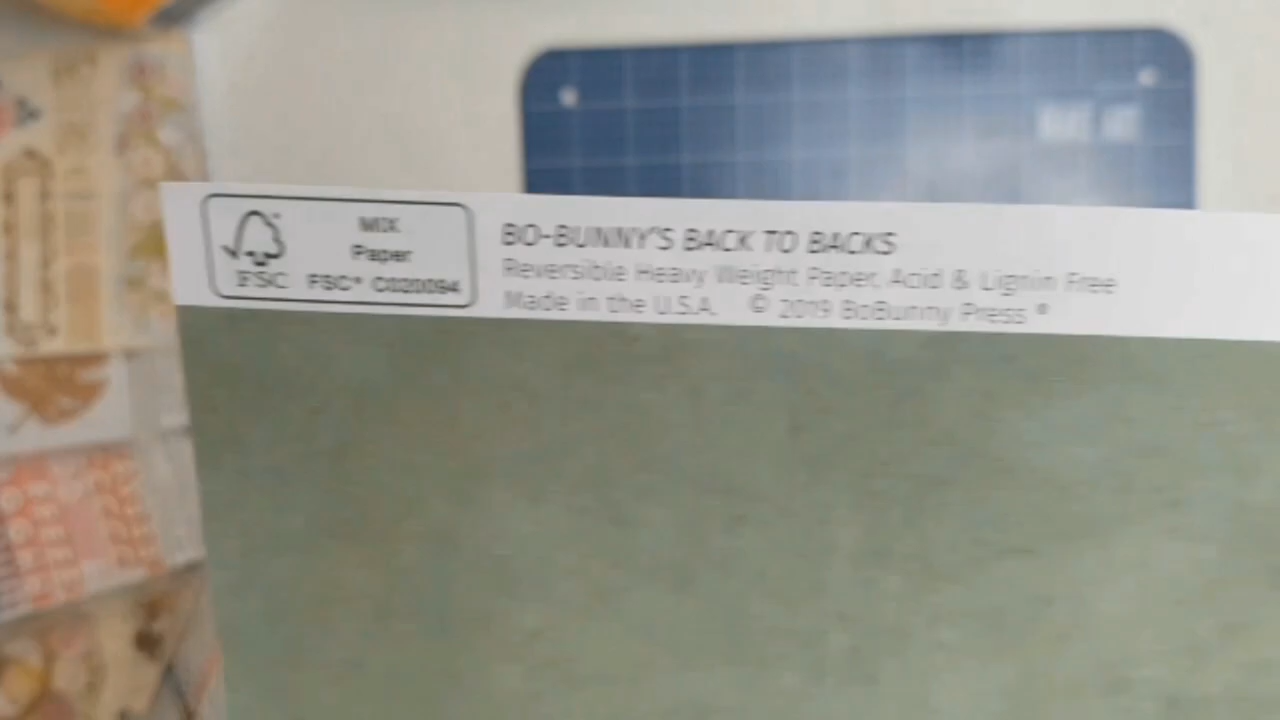 MIX
Paper
FSC FSC® C020094
BO-BUNNY'S BACK TO BACKS
Reversible Heavy Weight Paper, Acid & Lignin Free
Made in the U.S.A. © 2019 BoBunny Press ®